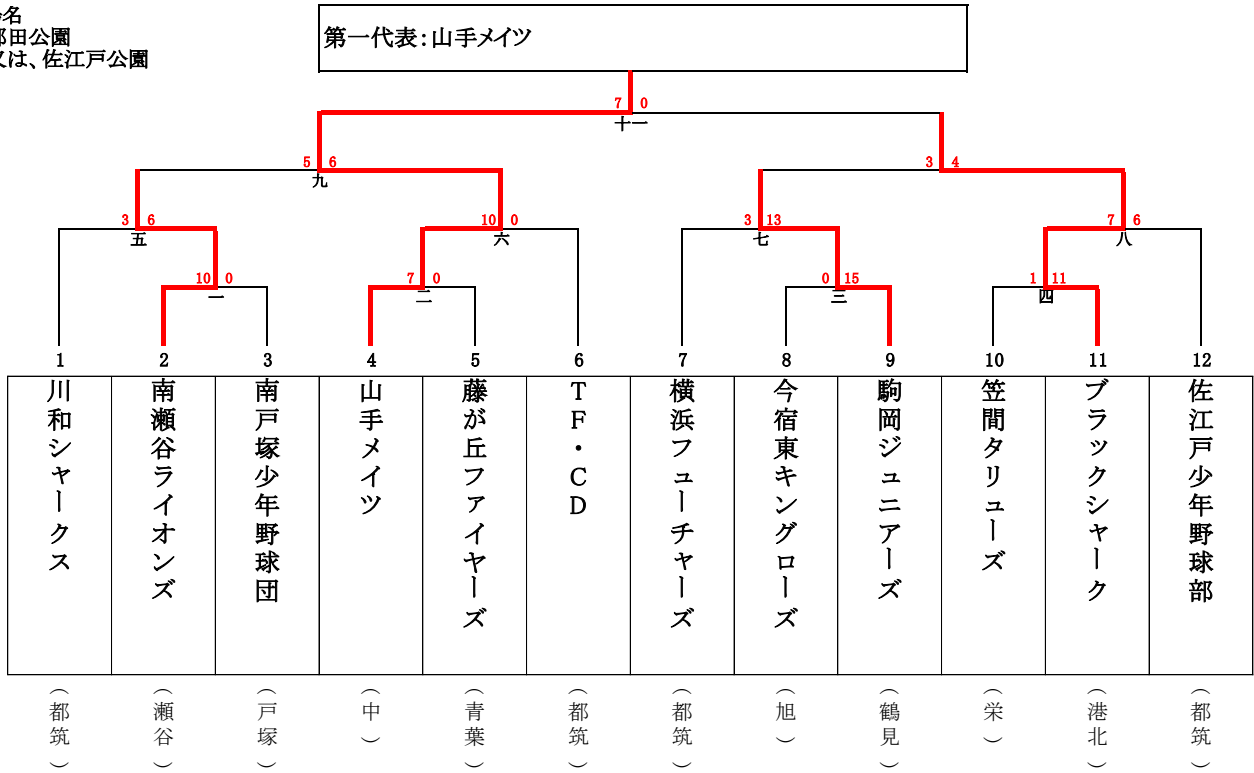 名
田公園
又は、佐江戸公園
第一代表：山手メイツ
7 0
十一
5 6
九
3 4
3 6
五
10 0
六
3 13
七
7 6
八
10 0
一
7 0
二
0 15
三
1 11
四
1 2 3 4 5 6 7 8 9 10 11 12
川和シャークス
南瀬谷ライオンズ
南戸塚少年野球団
山手メイツ
藤が丘ファイヤーズ
TF・CD
横浜フューチャーズ
今宿東キングローズ
駒岡ジュニアーズ
笠間タリューズ
ブラックシャーク
佐江戸少年野球部
（都筑）
（瀬谷）
（戸塚）
（中）
（青葉）
（都筑）
（都筑）
（旭）
（鶴見）
（栄）
（港北）
（都筑）